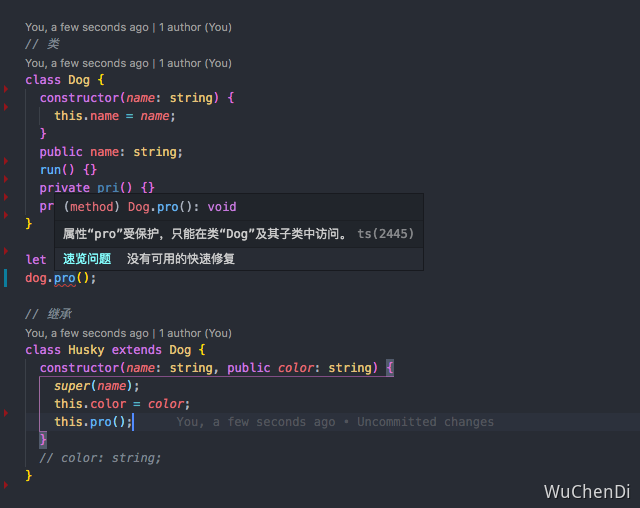 You, a few seconds ago | 1 author (You)
// 类
You, a few seconds ago | 1 author (You)
class Dog {
constructor(name: string) {
this.name = name;
}
public name: string;
run() {}
private pri() {}
pr
(method) Dog.pro(): void
属性“pro”受保护，只能在类“Dog”及其子类中访问。 ts(2445)
速览问题 没有可用的快速修复
}
let
dog.pro();
// 继承
You, a few seconds ago | 1 author (You)
class Husky extends Dog {
constructor(name: string, public color: string) {
super(name);
this.color = color;
this.pro(); You, a few seconds ago • Uncommitted changes
}
// color: string;
}
WuChenDi